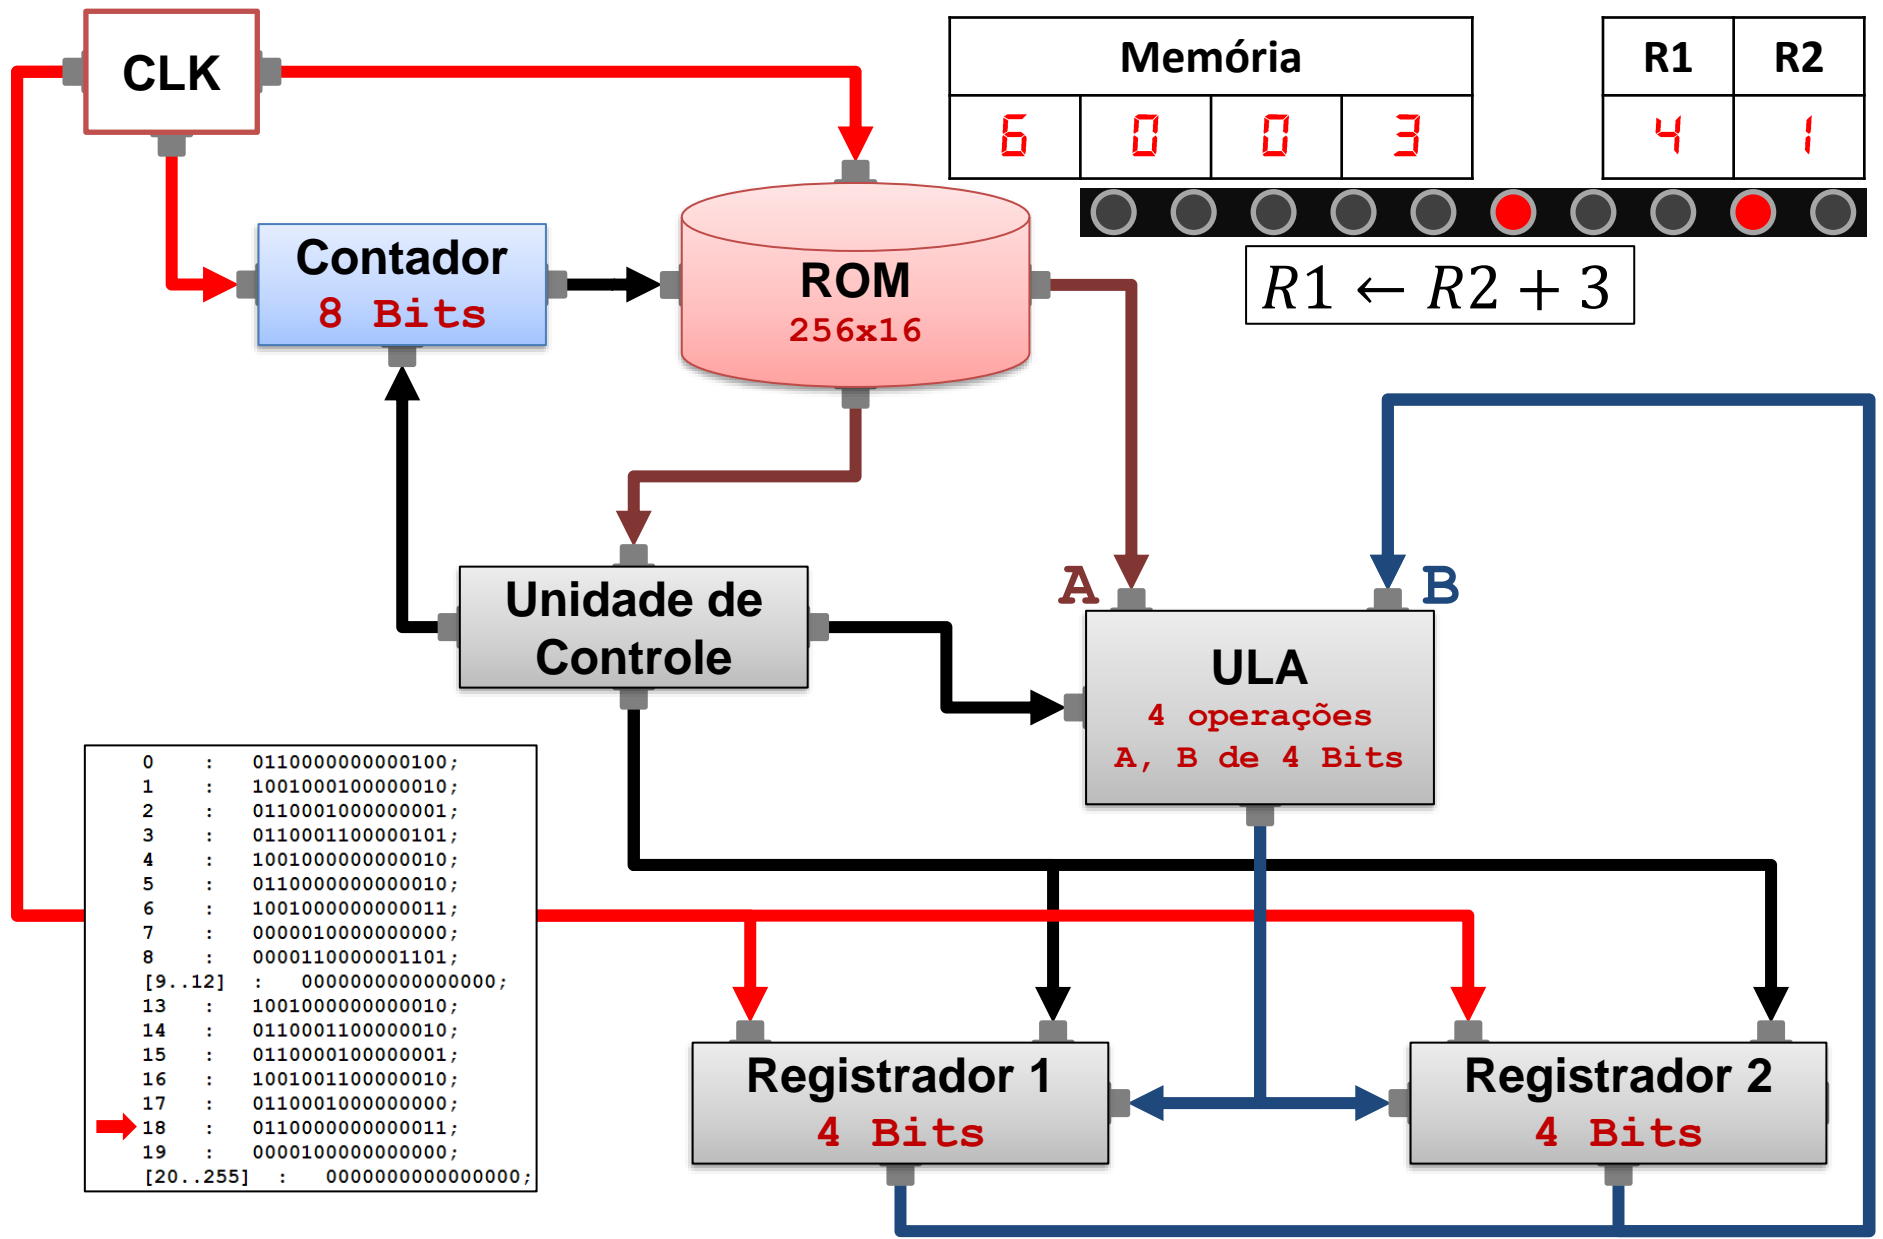 CLK
Memória
6 0 0 3
R1 R2
4 1
Contador
8 Bits
ROM
256x16
R1 ← R2 + 3
A
B
Unidade de
Controle
ULA
4 operações
A, B de 4 Bits
0 : 0110000000000100;
1 : 1001000100000010;
2 : 0110001000000001;
3 : 0110001100000101;
4 : 1001000000000010;
5 : 0110000000000010;
6 : 1001000000000011;
7 : 0000010000000000;
8 : 0000110000001101;
[9..12] : 0000000000000000;
13 : 1001000000000010;
14 : 0110001100000010;
15 : 0110000100000001;
16 : 1001001100000010;
17 : 0110001000000000;
18 : 0110000000000011;
19 : 0000100000000000;
[20..255] : 0000000000000000;
Registrador 1
4 Bits
Registrador 2
4 Bits